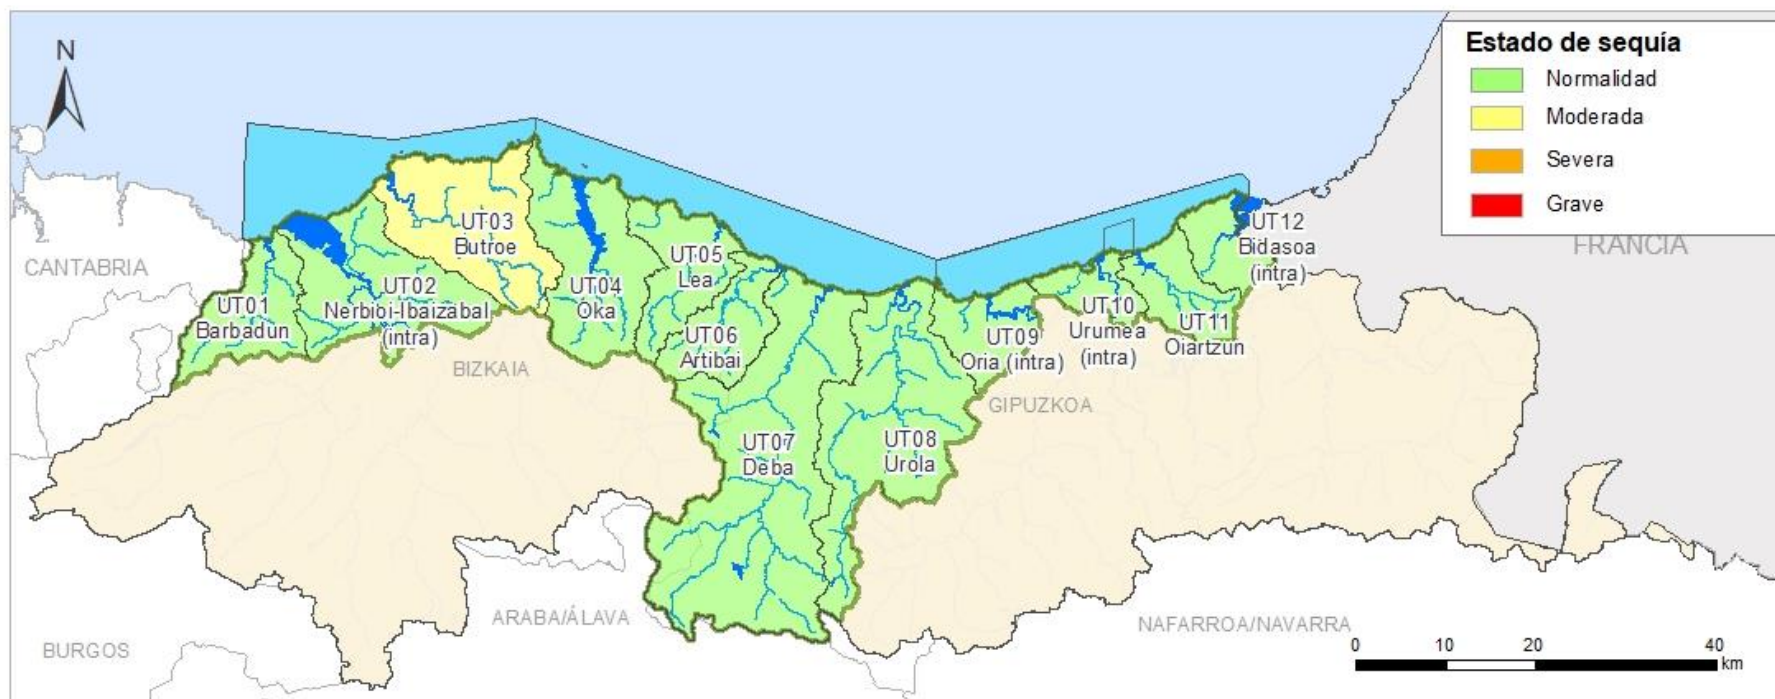 N
Estado de sequía
Normalidad
Moderada
Severa
Grave
UT03
Butroe
UT12
Bidasoa
(intra)
FRANCIA
CANTABRIA
UT05
Lea
UT01
Barbadun
UT02
Nerbioi-Ibaizabal
(intra)
UT04
Oka
UT06
Artibai
UT09
Oria (intra)
UT10
Urumea
(intra)
UT11
Oiartzun
BIZKAIA
GIPUZKOA
UT07
Deba
UT08
Urola
ARABA/ÁLAVA
NAFARROA/NAVARRA
BURGOS
0 10 20 40
km